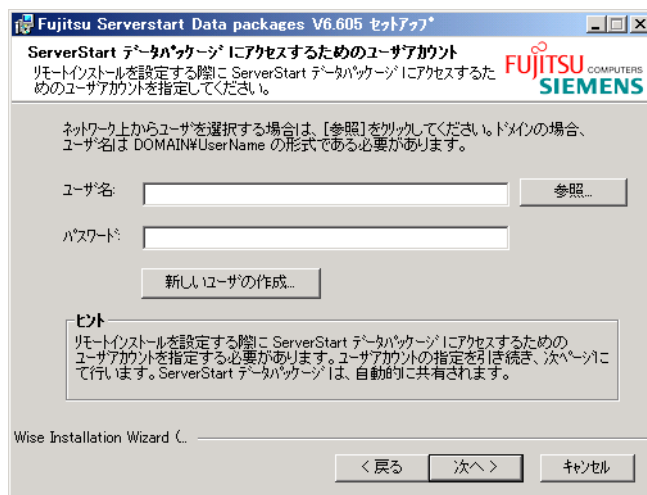 Fujitsu Serverstart Data packages V6.605 ｾｯﾄｱｯﾌﾟ
ServerStart ﾃﾞｰﾀﾊﾟｯｹｰｼﾞにｱｸｾｽするためのﾕｰｻﾞｱｶｳﾝﾄ
ﾘﾓｰﾄｲﾝｽﾄｰﾙを設定する際に ServerStart ﾃﾞｰﾀﾊﾟｯｹｰｼﾞにｱｸｾｽするた
めのﾕｰｻﾞｱｶｳﾝﾄを指定してください。
FUJITSU COMPUTERS
SIEMENS
ﾈｯﾄﾜｰｸ上からﾕｰｻﾞを選択する場合は、[参照]をｸﾘｯｸしてください。ﾄﾞﾒｲﾝの場合、
ﾕｰｻﾞ名は DOMAIN¥UserName の形式である必要があります。
ﾕｰｻﾞ名:
参照...
ﾊﾟｽﾜｰﾄﾞ:
新しいﾕｰｻﾞの作成...
ﾋﾝﾄ
ﾘﾓｰﾄｲﾝｽﾄｰﾙを設定する際に ServerStart ﾃﾞｰﾀﾊﾟｯｹｰｼﾞにｱｸｾｽするための
ﾕｰｻﾞｱｶｳﾝﾄを指定する必要があります。ﾕｰｻﾞｱｶｳﾝﾄの指定を引き続き、次ﾍﾟｰｼﾞに
て行います。ServerStart ﾃﾞｰﾀﾊﾟｯｹｰｼﾞは、自動的に共有されます。
Wise Installation Wizard (...
< 戻る
次へ >
ｷｬﾝｾﾙ